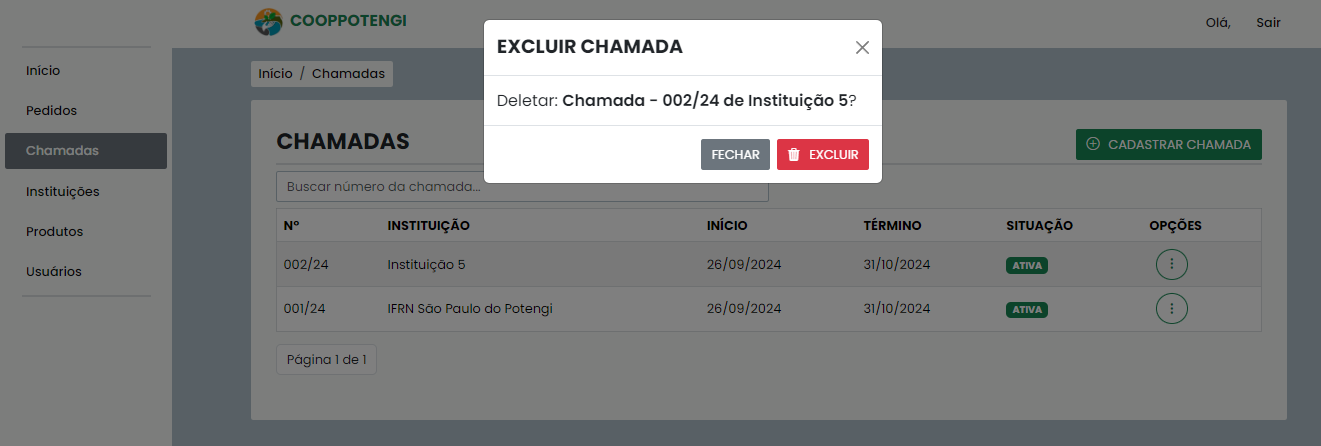 COOPPOTENGI
Olá,
Sair
Início
Pedidos
Chamadas
Instituições
Produtos
Usuários
Início / Chamadas
EXCLUIR CHAMADA
Deletar: Chamada - 002/24 de Instituição 5?
FECHAR
EXCLUIR
CHAMADAS
CADASTRAR CHAMADA
Buscar número da chamada...
Nº INSTITUIÇÃO INÍCIO TÉRMINO SITUAÇÃO OPÇÕES
002/24 Instituição 5 26/09/2024 31/10/2024 ATIVA
001/24 IFRN São Paulo do Potengi 26/09/2024 31/10/2024 ATIVA
Página 1 de 1